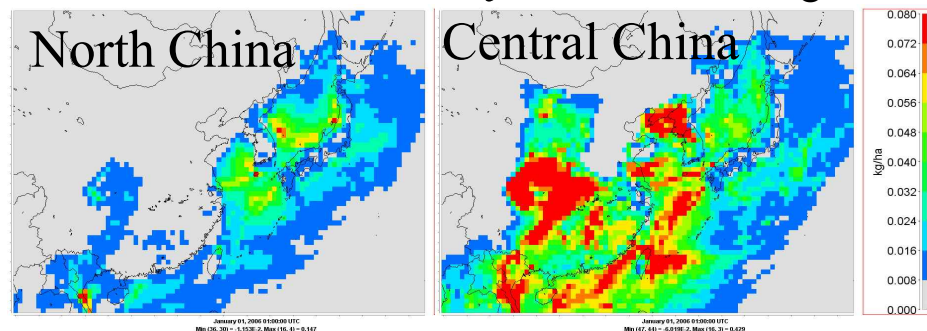 North China
Central China
0.080
0.072
0.064
0.056
0.048
0.040
0.032
0.024
0.016
0.008
0.000
kg/ha
January 01, 2006 01:00:00 UTC
Min (36, 30) = -1.153E-2, Max (16, 4) = 0.147
January 01, 2006 01:00:00 UTC
Min (47, 44) = -6.019E-2, Max (16, 3) = 0.429